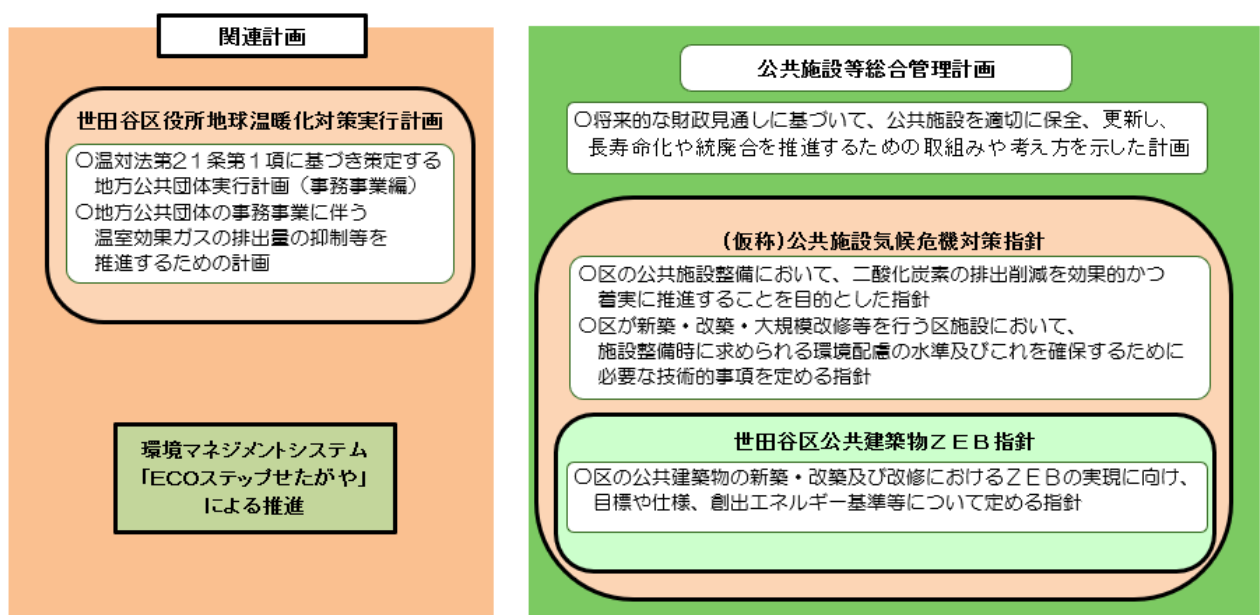 関連計画
世田谷区役所地球温暖化対策実行計画
○温対法第21条第1項に基づき策定する
地方公共団体実行計画（事務事業編）
○地方公共団体の事務事業に伴う
温室効果ガスの排出量の抑制等を
推進するための計画
環境マネジメントシステム
「ECOステップせたがや」
による推進
公共施設等総合管理計画
○将来的な財政見通しに基づいて、公共施設を適切に保全、更新し、
長寿命化や統廃合を推進するための取組みや考え方を示した計画
(仮称)公共施設気候危機対策指針
○区の公共施設整備において、二酸化炭素の排出削減を効果的かつ
着実に推進することを目的とした指針
○区が新築・改築・大規模改修等を行う区施設において、
施設整備時に求められる環境配慮の水準及びこれを確保するために
必要な技術的事項を定める指針
世田谷区公共建築物ＺＥＢ指針
○区の公共建築物の新築・改築及び改修におけるＺＥＢの実現に向け、
目標や仕様、創出エネルギー基準等について定める指針